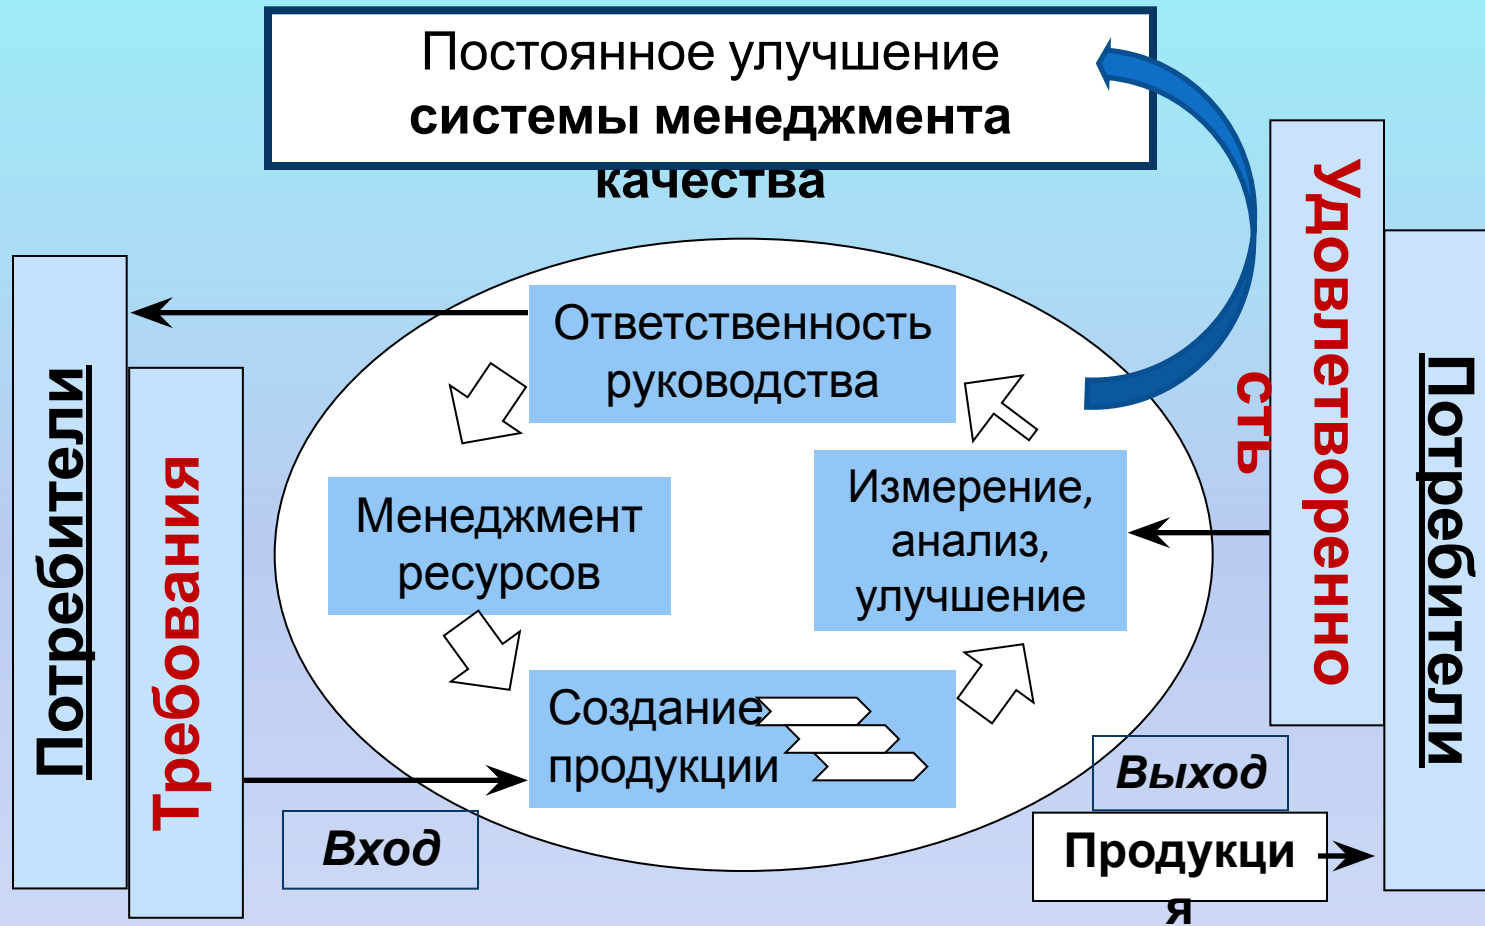 Постоянное улучшение
системы менеджмента
качества
Потребители
Требования
Ответственность
руководства
Менеджмент
ресурсов
Измерение,
анализ,
улучшение
Создание
продукции
Удовлетворенно
сть
Потребители
Вход
Выход
Продукци
я